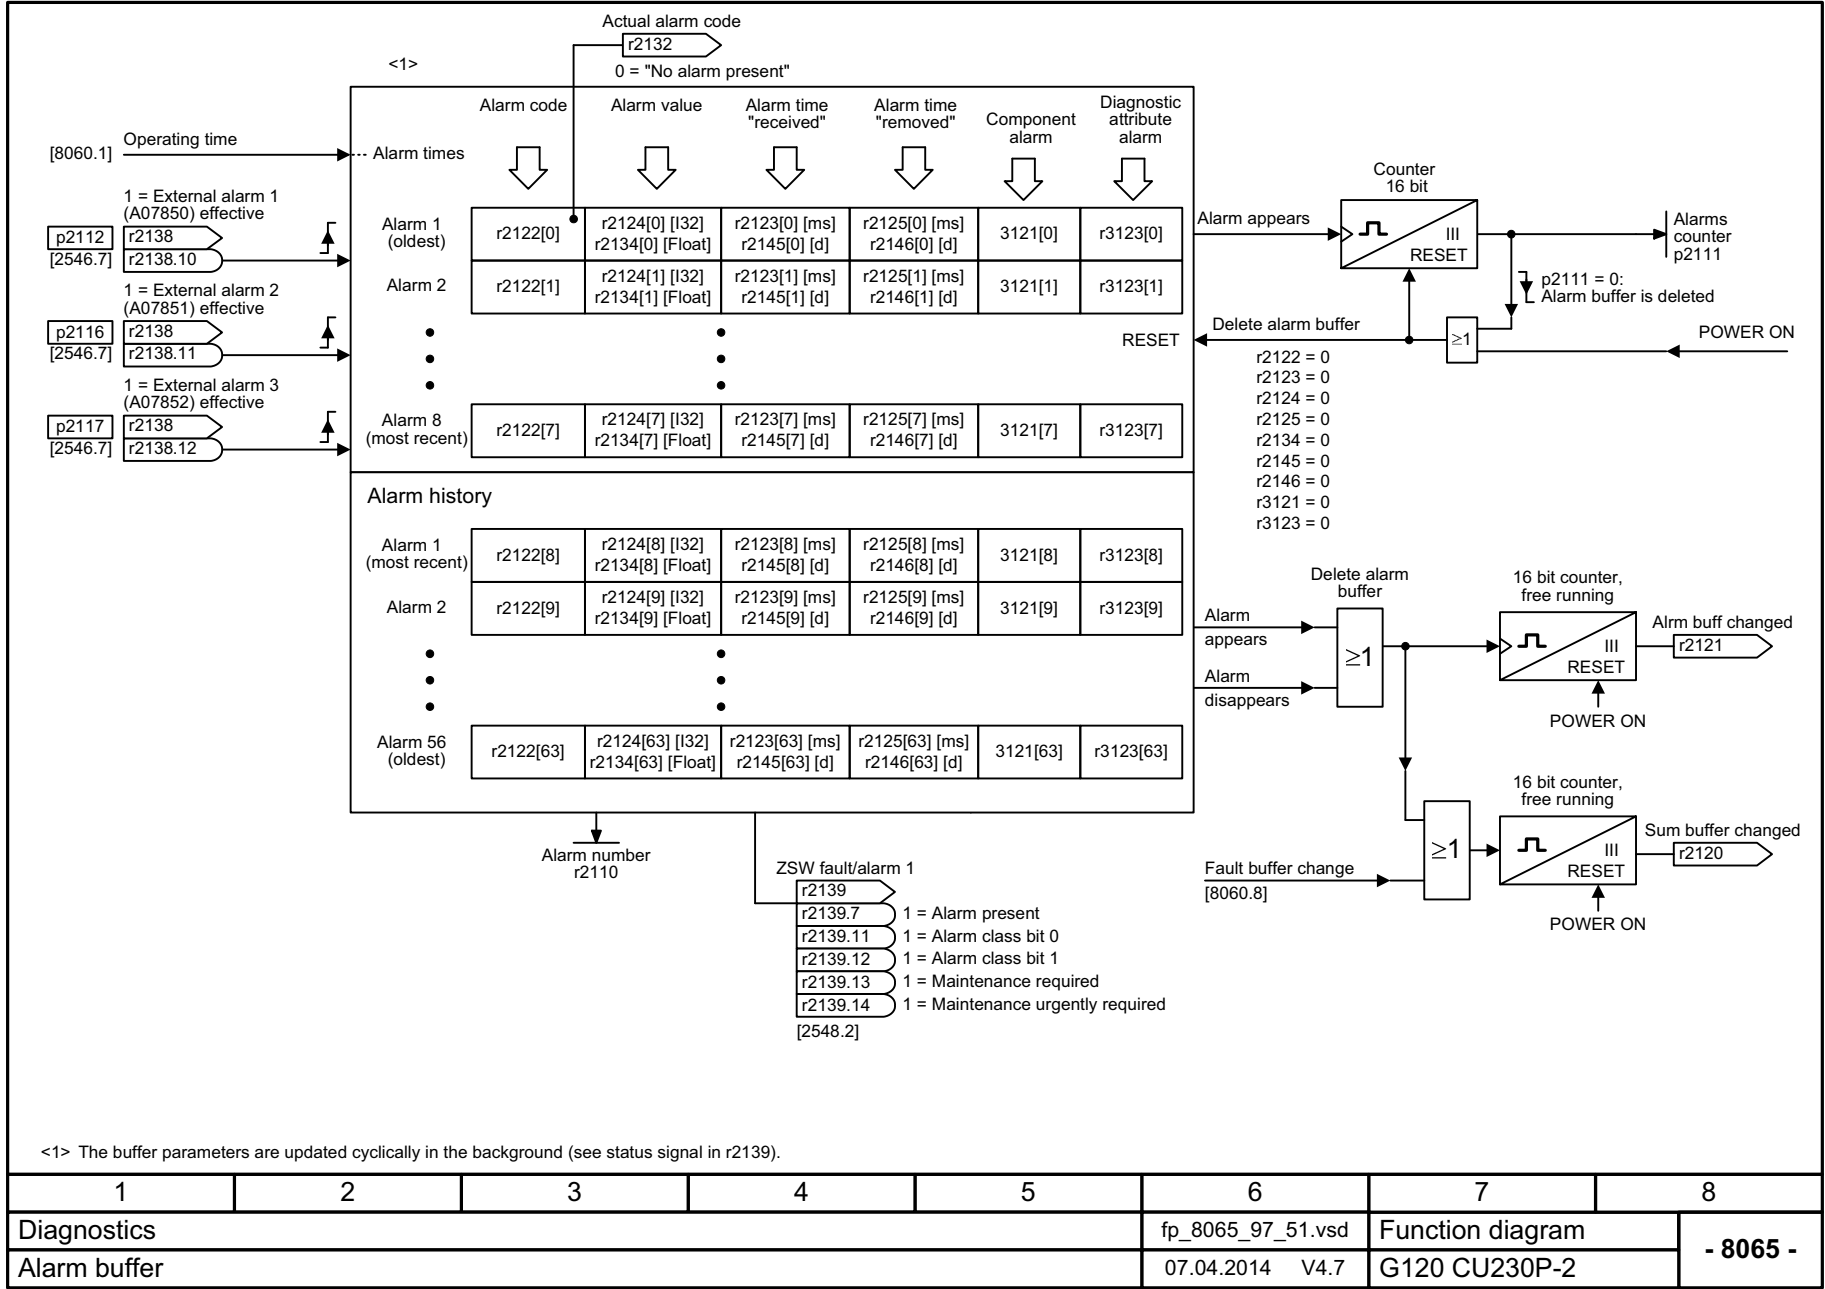 Actual alarm code
r2132
0 = "No alarm present"
<1>
Alarm code
Alarm value
Alarm time
"received"
Alarm time
"removed"
Component
alarm
Diagnostic
attribute
alarm
Operating time
[8060.1]
Alarm times
1 = External alarm 1
(A07850) effective
p2112
r2138
[2546.7]
r2138.10
1 = External alarm 2
(A07851) effective
p2116
r2138
[2546.7]
r2138.11
1 = External alarm 3
(A07852) effective
p2117
r2138
[2546.7]
r2138.12
Alarm 1
(oldest)
r2122[0]
r2124[0] [I32]
r2134[0] [Float]
r2123[0] [ms]
r2145[0] [d]
r2125[0] [ms]
r2146[0] [d]
3121[0]
r3123[0]
Alarm 2
r2122[1]
r2124[1] [I32]
r2134[1] [Float]
r2123[1] [ms]
r2145[1] [d]
r2125[1] [ms]
r2146[1] [d]
3121[1]
r3123[1]
RESET
Alarm 8
(most recent)
r2122[7]
r2124[7] [I32]
r2134[7] [Float]
r2123[7] [ms]
r2145[7] [d]
r2125[7] [ms]
r2146[7] [d]
3121[7]
r3123[7]
Alarm appears
Counter
16 bit
III
RESET
Alarms
counter
p2111
p2111 = 0:
Alarm buffer is deleted
Delete alarm buffer
≥1
POWER ON
r2122 = 0
r2123 = 0
r2124 = 0
r2125 = 0
r2134 = 0
r2145 = 0
r2146 = 0
r3121 = 0
r3123 = 0
Alarm history
Alarm 1
(most recent)
r2122[8]
r2124[8] [I32]
r2134[8] [Float]
r2123[8] [ms]
r2145[8] [d]
r2125[8] [ms]
r2146[8] [d]
3121[8]
r3123[8]
Alarm 2
r2122[9]
r2124[9] [I32]
r2134[9] [Float]
r2123[9] [ms]
r2145[9] [d]
r2125[9] [ms]
r2146[9] [d]
3121[9]
r3123[9]
Alarm 56
(oldest)
r2122[63]
r2124[63] [I32]
r2134[63] [Float]
r2123[63] [ms]
r2145[63] [d]
r2125[63] [ms]
r2146[63] [d]
3121[63]
r3123[63]
Delete alarm
buffer
Alarm
appears
Alarm
disappears
≥1
16 bit counter,
free running
III
RESET
POWER ON
Alrm buff changed
r2121
Fault buffer change
[8060.8]
≥1
16 bit counter,
free running
III
RESET
POWER ON
Sum buffer changed
r2120
Alarm number
r2110
ZSW fault/alarm 1
r2139
r2139.7 1 = Alarm present
r2139.11 1 = Alarm class bit 0
r2139.12 1 = Alarm class bit 1
r2139.13 1 = Maintenance required
r2139.14 1 = Maintenance urgently required
[2548.2]
<1> The buffer parameters are updated cyclically in the background (see status signal in r2139).
1 2 3 4 5 6 7 8
Diagnostics
fp_8065_97_51.vsd
Function diagram
- 8065 -
Alarm buffer
07.04.2014 V4.7
G120 CU230P-2